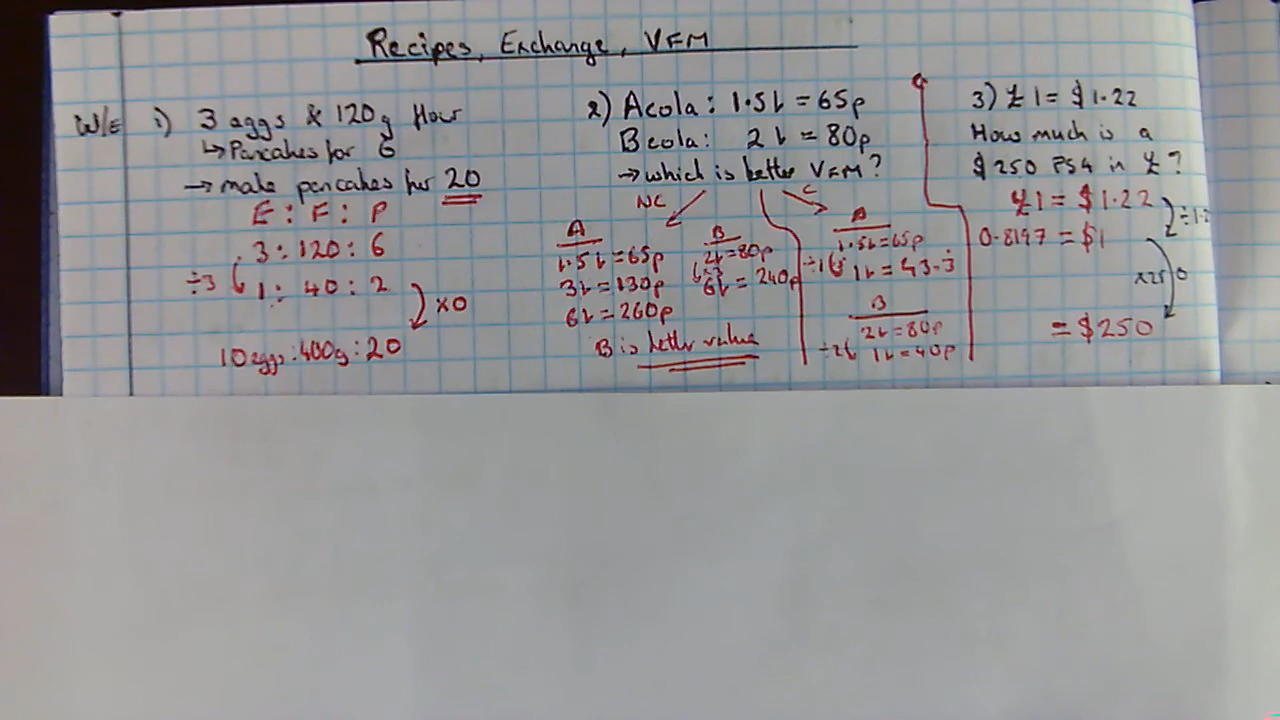 Recipes, Exchange, VFM
W/E 1) 3 eggs & 120g flour
↳ Pancakes for 6
→ make pancakes for 20
E : F : P
3 : 120 : 6
÷3
1 : 40 : 2
×0
10 eggs : 400g : 20
2) A cola : 1.5l = 65p
B cola : 2l = 80p
→ which is better VFM?
NC
A
1.5l = 65p
3l = 130p
6l = 260p
B
2l = 80p
6l = 240p
B is better value
C
A
1.5l = 65p
1l = 43.3
B
2l = 80p
÷2
1l = 40p
3) £1 = $1.22
How much is a
$250 PS4 in £?
£1 = $1.22
0.8197 = $1
×250
= $250